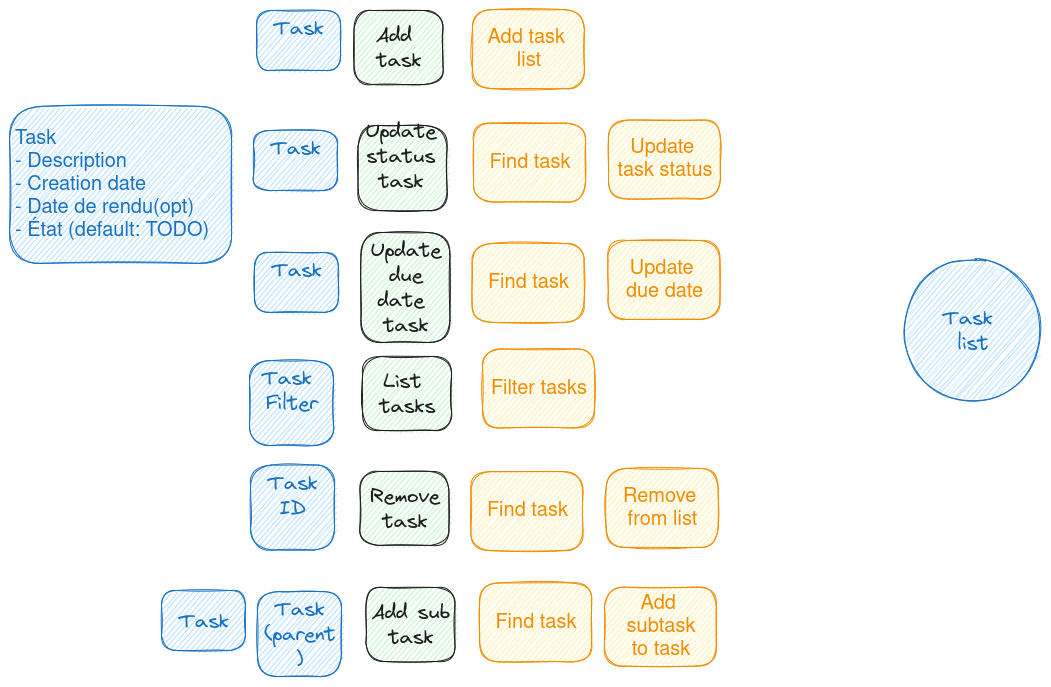 Task
Add
task
Add task
list
Task
- Description
- Creation date
- Date de rendu(opt)
- État (default: TODO)
Task
Update
status
task
Find task
Update
task status
Task
Update
due
date
task
Find task
Update
due date
Task
list
Task
Filter
List
tasks
Filter tasks
Task
ID
Remove
task
Find task
Remove
from list
Task
Task
(parent
)
Add sub
task
Find task
Add
subtask
to task